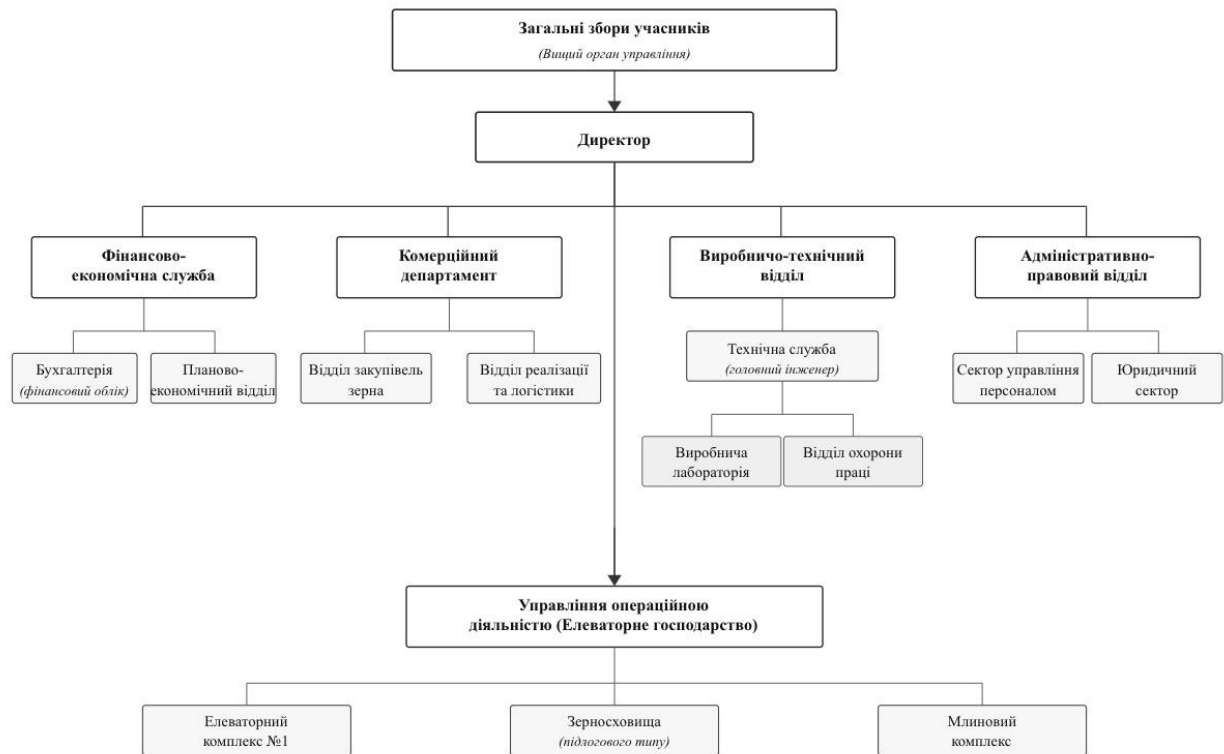 Загальні збори учасників
(Вищий орган управління)
Директор
Фінансово-
економічна служба
Комерційний
департамент
Виробничо-технічний
відділ
Адміністративно-
правовий відділ
Бухгалтерія
(фінансовий облік)
Планово-
економічний відділ
Відділ закупівель
зерна
Відділ реалізації
та логістики
Технічна служба
(головний інженер)
Сектор управління
персоналом
Юридичний
сектор
Виробнича
лабораторія
Відділ охорони
праці
Управління операційною
діяльністю (Елеваторне господарство)
Елеваторний
комплекс №1
Зерносховища
(підлогового типу)
Млиновий
комплекс